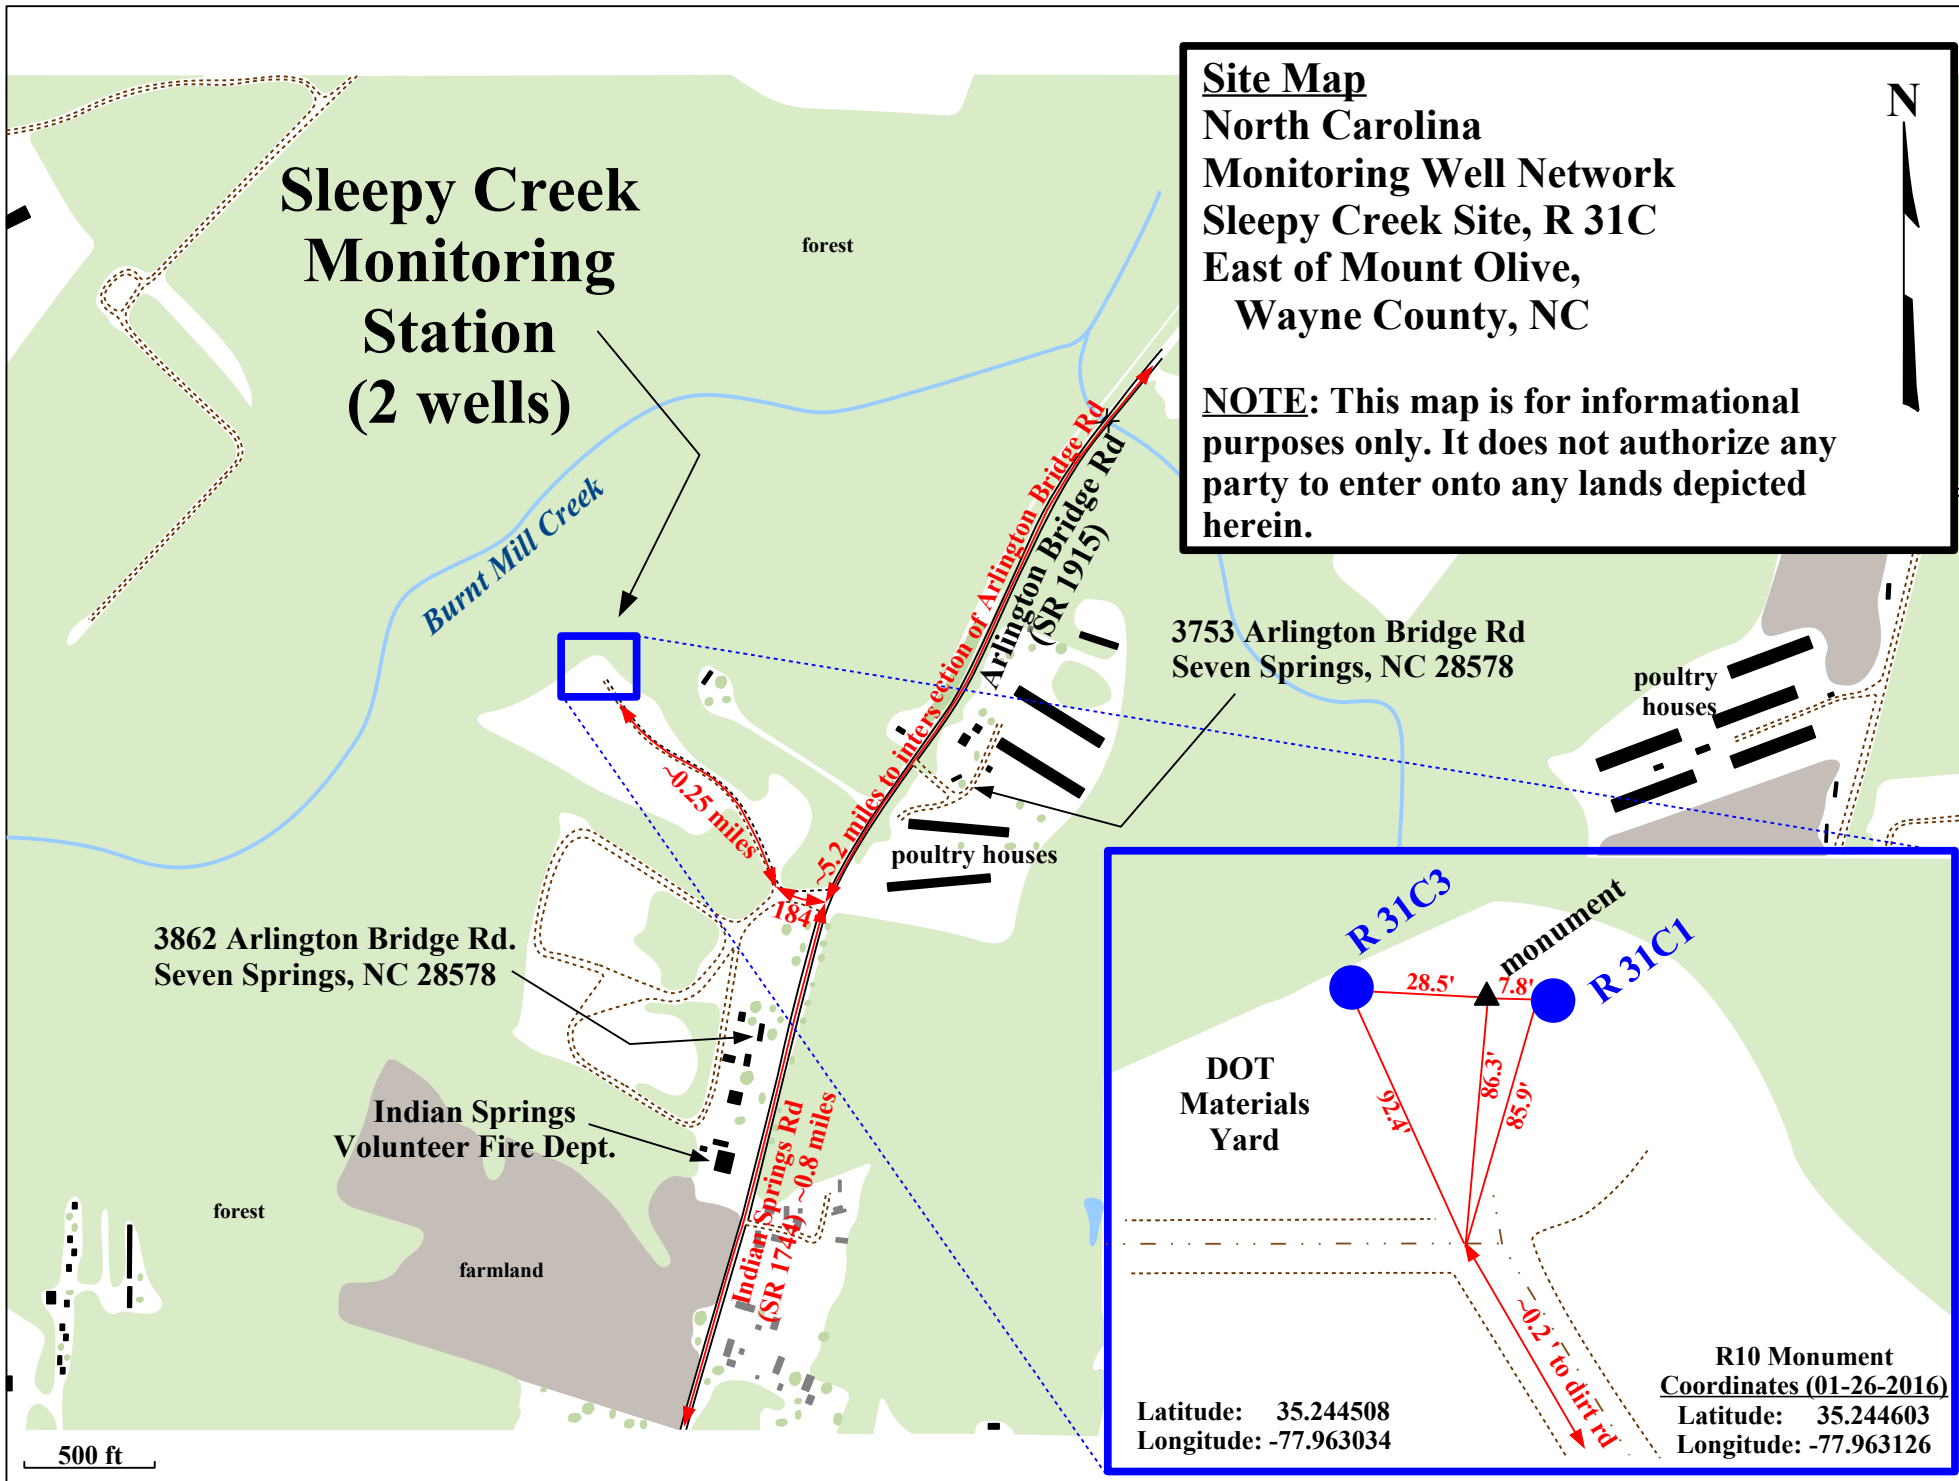 Site Map
North Carolina
Monitoring Well Network
Sleepy Creek Site, R 31C
East of Mount Olive,
Wayne County, NC
NOTE: This map is for informational
purposes only. It does not authorize any
party to enter onto any lands depicted
herein.
N
Sleepy Creek
Monitoring
Station
(2 wells)
forest
Burnt Mill Creek
~5.2 miles to intersection of Arlington Bridge Rd
Arlington Bridge Rd
(SR 1915)
3753 Arlington Bridge Rd
Seven Springs, NC 28578
poultry
houses
~0.25 miles
poultry houses
184'
3862 Arlington Bridge Rd.
Seven Springs, NC 28578
Indian Springs
Volunteer Fire Dept.
Indian Springs Rd
(SR 1744) ~0.8 miles
forest
farmland
500 ft
R 31C3
monument
R 31C1
28.5'
7.8'
DOT
Materials
Yard
92.4'
86.3'
85.9'
~0.2 ' to dirt rd
Latitude: 35.244508
Longitude: -77.963034
R10 Monument
Coordinates (01-26-2016)
Latitude: 35.244603
Longitude: -77.963126